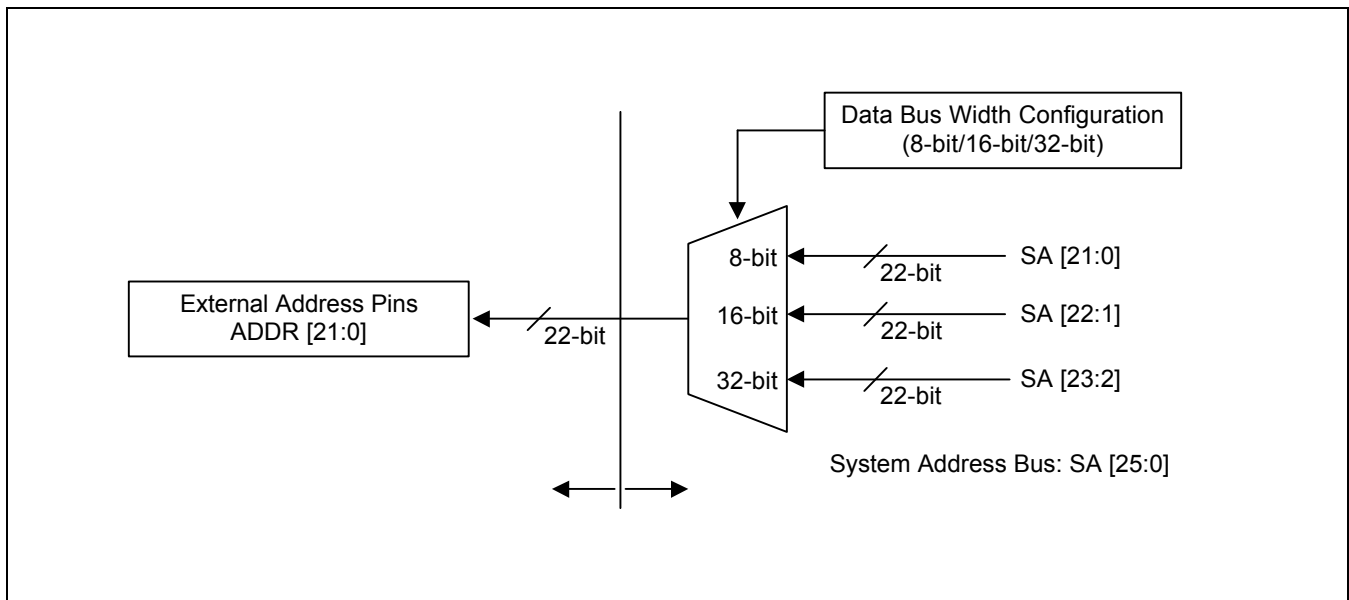 Data Bus Width Configuration
(8-bit/16-bit/32-bit)
8-bit
22-bit
SA [21:0]
External Address Pins
ADDR [21:0]
22-bit
16-bit
22-bit
SA [22:1]
32-bit
22-bit
SA [23:2]
System Address Bus: SA [25:0]